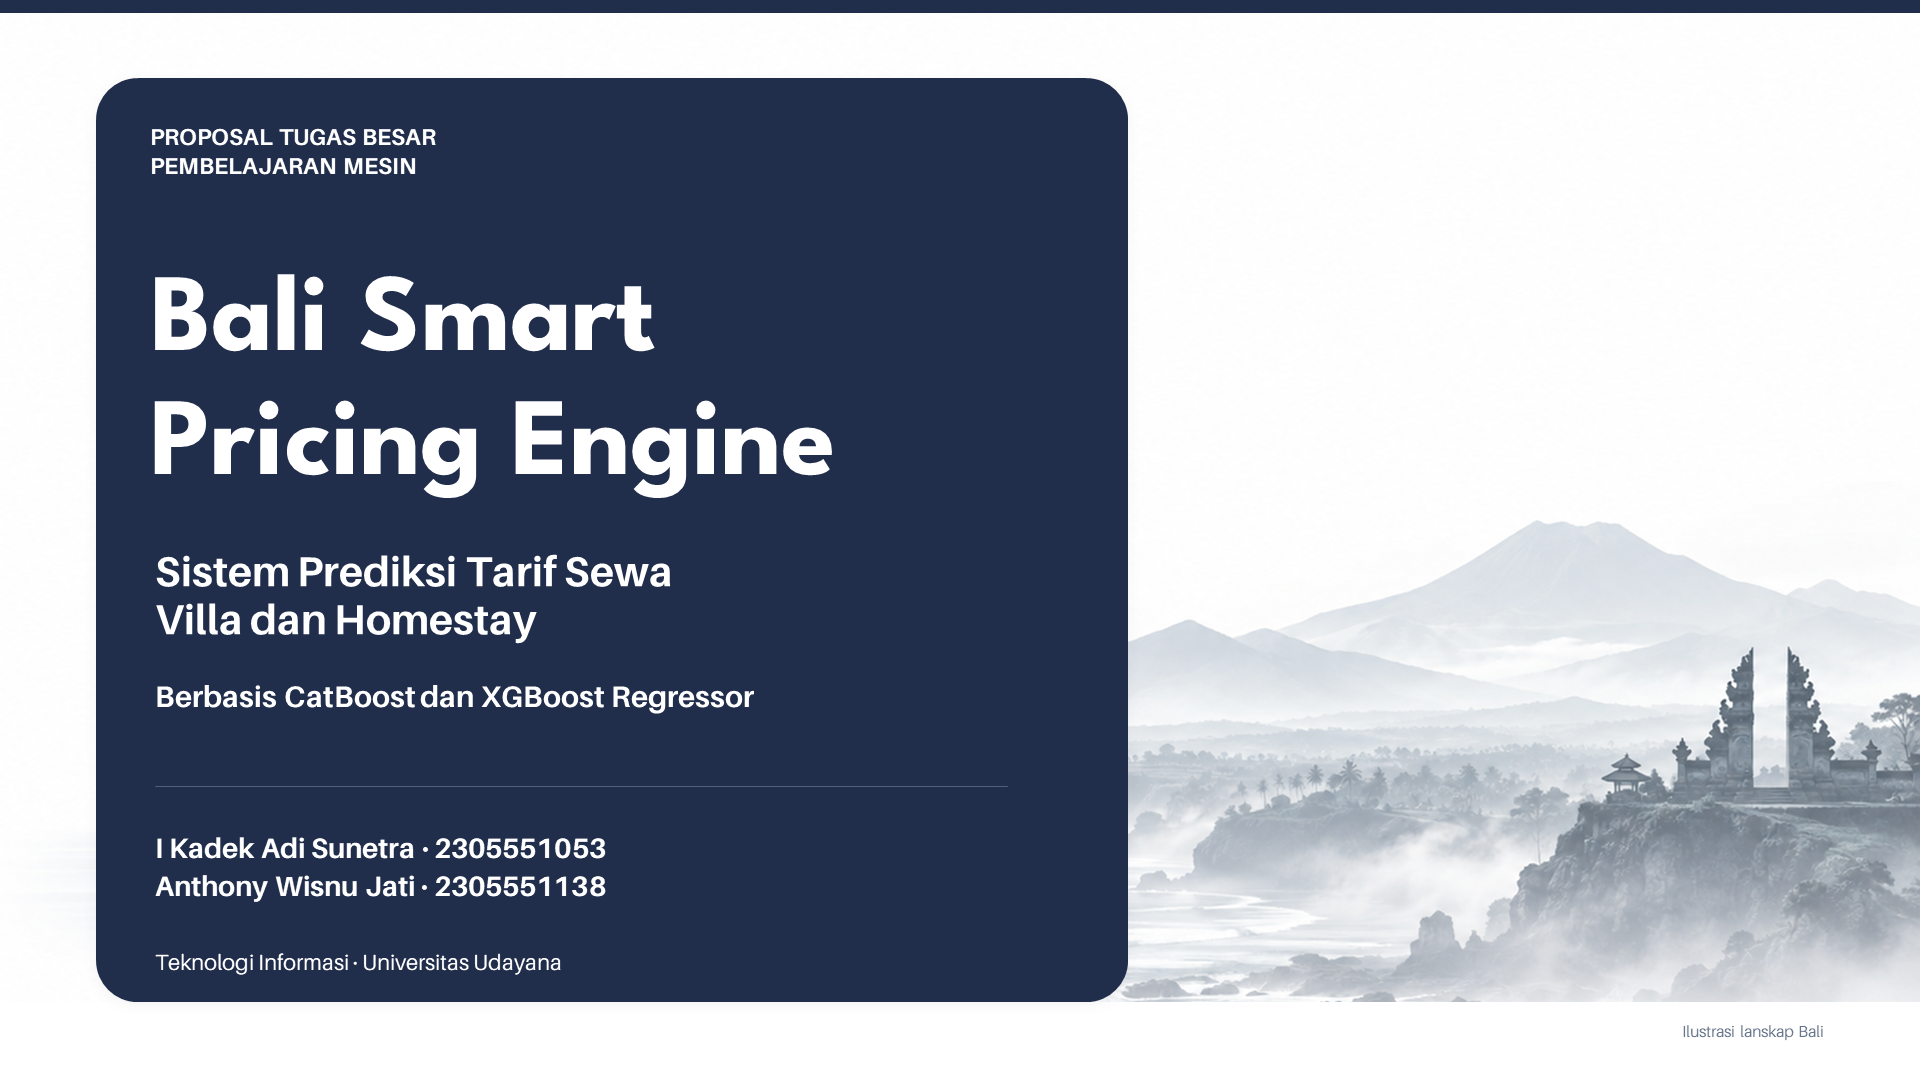 PROPOSAL TUGAS BESAR
PEMBELAJARAN MESIN
Bali Smart
Pricing Engine
Sistem Prediksi Tarif Sewa
Villa dan Homestay
Berbasis CatBoost dan XGBoost Regressor
I Kadek Adi Sunetra · 2305551053
Anthony Wisnu Jati · 2305551138
Teknologi Informasi · Universitas Udayana
Ilustrasi lanskap Bali